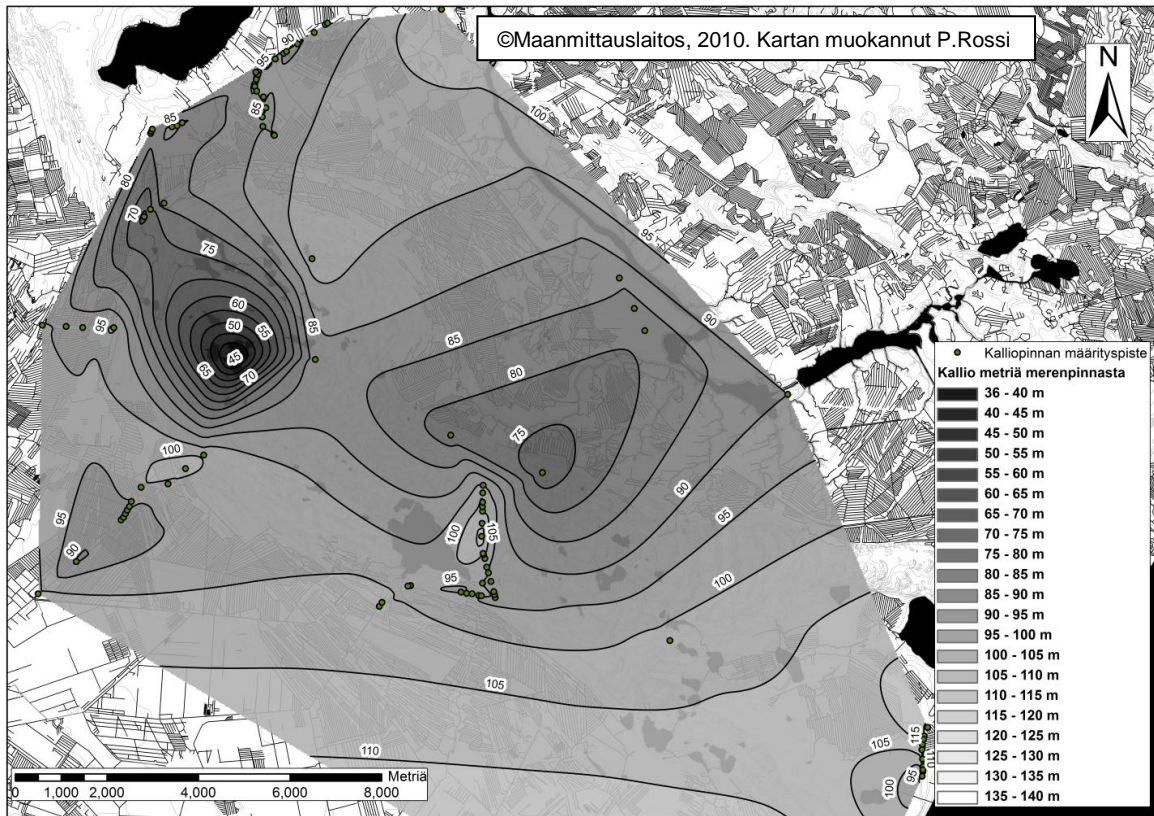 ©Maanmittauslaitos, 2010. Kartan muokannut P.Rossi
N
90
95
85
85
100
80
70
75
95
60
50
55
85
90
95
45
85
65
70
80
75
100
95
90
100
105
90
95
95
100
105
110
115
105
110
95
100
Kalliopinnan määrityspiste
Kallio metriä merenpinnasta
36 - 40 m
40 - 45 m
45 - 50 m
50 - 55 m
55 - 60 m
60 - 65 m
65 - 70 m
70 - 75 m
75 - 80 m
80 - 85 m
85 - 90 m
90 - 95 m
95 - 100 m
100 - 105 m
105 - 110 m
110 - 115 m
115 - 120 m
120 - 125 m
125 - 130 m
130 - 135 m
135 - 140 m
Metriä
0 1,000 2,000 4,000 6,000 8,000